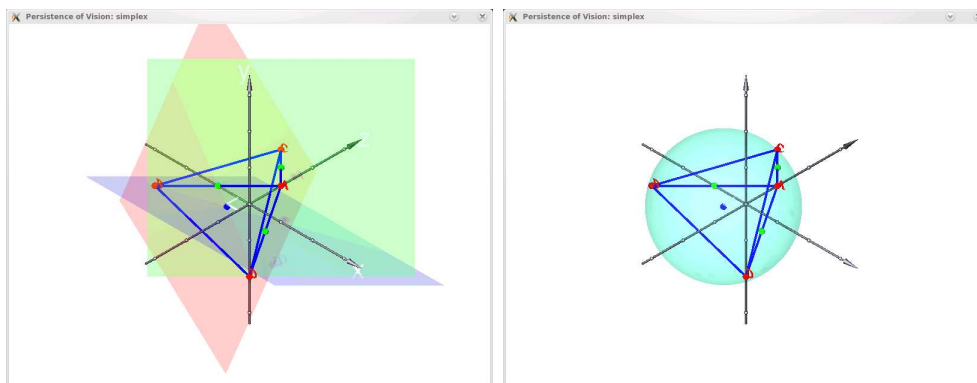 Persistence of Vision: simplex
Persistence of Vision: simplex
y
z
x
C
A